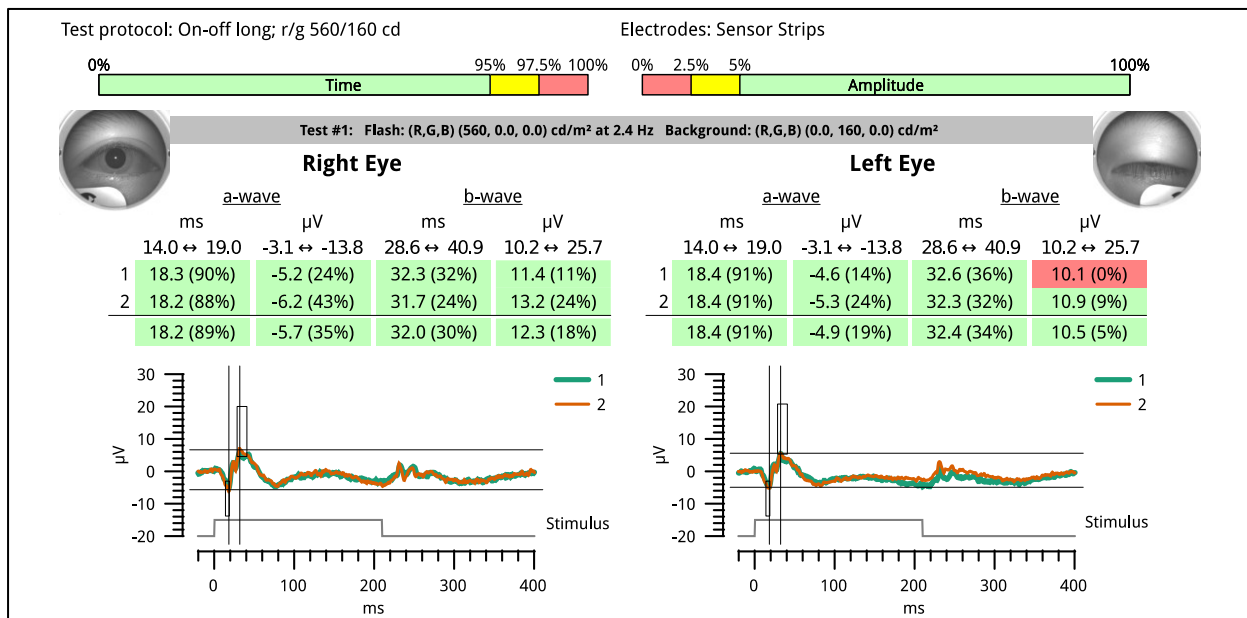 Test protocol: On-off long; r/g 560/160 cd Electrodes: Sensor Strips
0% 95% 97.5% 100% 0% 2.5% 5% 100%
Time Amplitude
Test #1: Flash: (R,G,B) (560, 0.0, 0.0) cd/m² at 2.4 Hz Background: (R,G,B) (0.0, 160, 0.0) cd/m²
Right Eye Left Eye
a-wave b-wave a-wave b-wave
ms µV ms µV ms µV ms µV
14.0 ↔ 19.0 -3.1 ↔ -13.8 28.6 ↔ 40.9 10.2 ↔ 25.7 14.0 ↔ 19.0 -3.1 ↔ -13.8 28.6 ↔ 40.9 10.2 ↔ 25.7
1 18.3 (90%) -5.2 (24%) 32.3 (32%) 11.4 (11%) 1 18.4 (91%) -4.6 (14%) 32.6 (36%) 10.1 (0%)
2 18.2 (88%) -6.2 (43%) 31.7 (24%) 13.2 (24%) 2 18.4 (91%) -5.3 (24%) 32.3 (32%) 10.9 (9%)
18.2 (89%) -5.7 (35%) 32.0 (30%) 12.3 (18%) 18.4 (91%) -4.9 (19%) 32.4 (34%) 10.5 (5%)
30 1 30 1
20 2 20 2
10 10
µV 0 µV 0
-10 -10
Stimulus Stimulus
-20 -20
0 100 200 300 400 0 100 200 300 400
ms ms